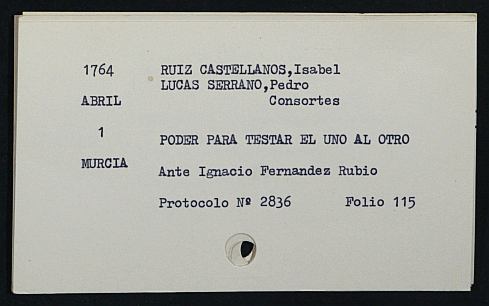 1764 RUIZ CASTELLANOS,Isabel
LUCAS SERRANO,Pedro
ABRIL Consortes
1
PODER PARA TESTAR EL UNO AL OTRO
MURCIA
Ante Ignacio Fernandez Rubio
Protocolo Nº 2836 Folio 115